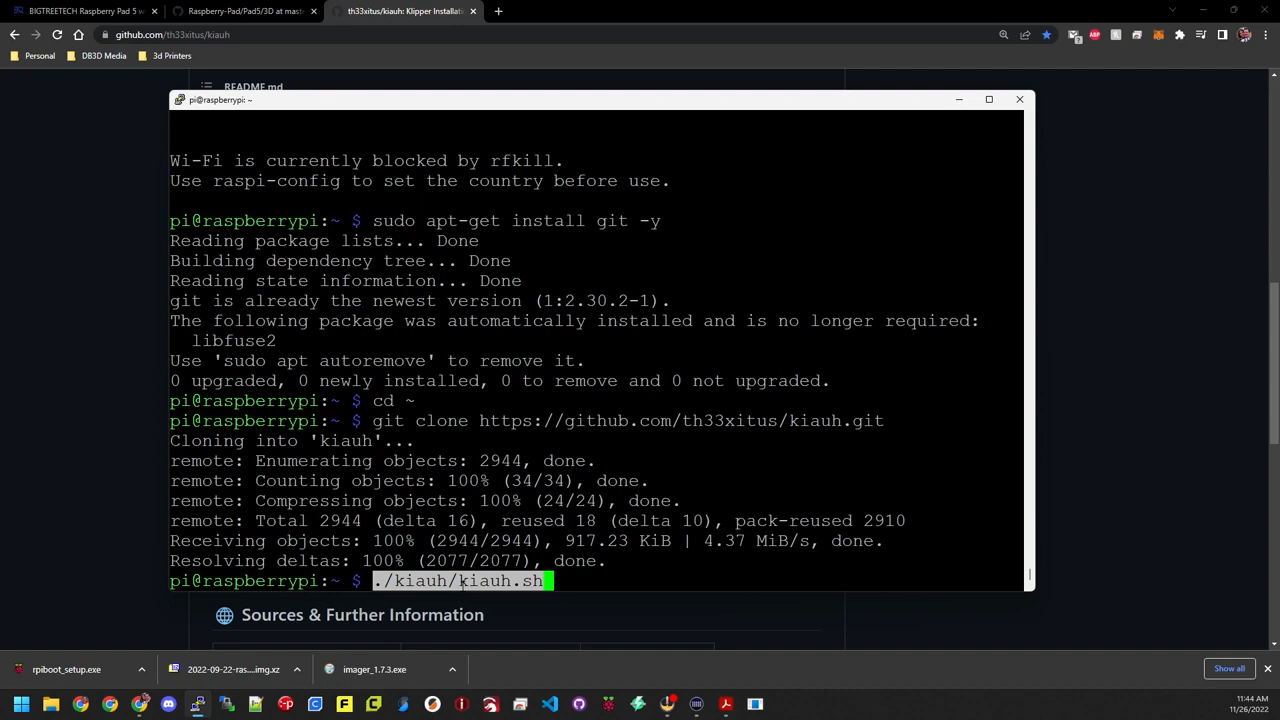 BIGTREETECH Raspberry Pad 5 w
Raspberry-Pad/Pad5/3D at maste
th33xitus/kiauh: Klipper Installati
github.com/th33xitus/kiauh
Personal
DB3D Media
3d Printers
README.md
pi@raspberrypi: ~
Wi-Fi is currently blocked by rfkill.
Use raspi-config to set the country before use.
pi@raspberrypi:~ $ sudo apt-get install git -y
Reading package lists... Done
Building dependency tree... Done
Reading state information... Done
git is already the newest version (1:2.30.2-1).
The following package was automatically installed and is no longer required:
libfuse2
Use 'sudo apt autoremove' to remove it.
0 upgraded, 0 newly installed, 0 to remove and 0 not upgraded.
pi@raspberrypi:~ $ cd ~
pi@raspberrypi:~ $ git clone https://github.com/th33xitus/kiauh.git
Cloning into 'kiauh'...
remote: Enumerating objects: 2944, done.
remote: Counting objects: 100% (34/34), done.
remote: Compressing objects: 100% (24/24), done.
remote: Total 2944 (delta 16), reused 18 (delta 10), pack-reused 2910
Receiving objects: 100% (2944/2944), 917.23 KiB | 4.37 MiB/s, done.
Resolving deltas: 100% (2077/2077), done.
pi@raspberrypi:~ $ ./kiauh/kiauh.sh
Sources & Further Information
rpiboot_setup.exe
2022-09-22-ras....img.xz
imager_1.7.3.exe
Show all
11:44 AM
11/26/2022